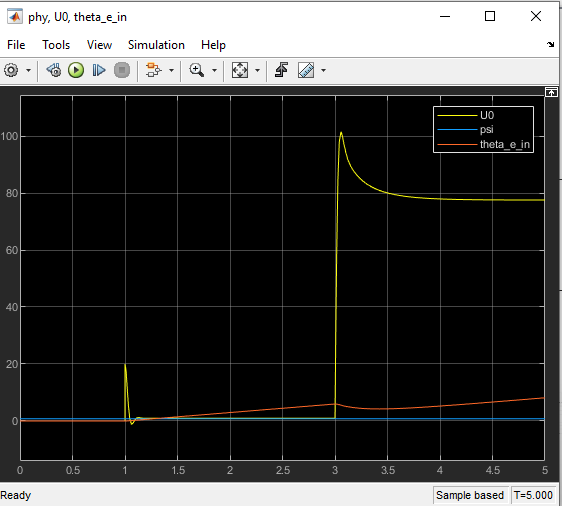 phy, U0, theta_e_in
File Tools View Simulation Help
U0
psi
theta_e_in
100
80
60
40
20
0
0 0.5 1 1.5 2 2.5 3 3.5 4 4.5 5
Ready Sample based T=5.000